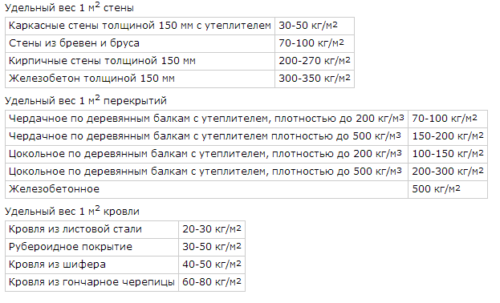 Удельный вес 1 м2 стены
Каркасные стены толщиной 150 мм с утеплителем 30-50 кг/м2
Стены из бревен и бруса 70-100 кг/м2
Кирпичные стены толщиной 150 мм 200-270 кг/м2
Железобетон толщиной 150 мм 300-350 кг/м2
Удельный вес 1 м2 перекрытий
Чердачное по деревянным балкам с утеплителем, плотностью до 200 кг/м3 70-100 кг/м2
Чердачное по деревянным балкам с утеплителем плотностью до 500 кг/м3 150-200 кг/м2
Цокольное по деревянным балкам с утеплителем, плотностью до 200 кг/м3 100-150 кг/м2
Цокольное по деревянным балкам с утеплителем, плотностью до 500 кг/м3 200-300 кг/м2
Железобетонное 500 кг/м2
Удельный вес 1 м2 кровли
Кровля из листовой стали 20-30 кг/м2
Рубероидное покрытие 30-50 кг/м2
Кровля из шифера 40-50 кг/м2
Кровля из гончарной черепицы 60-80 кг/м2